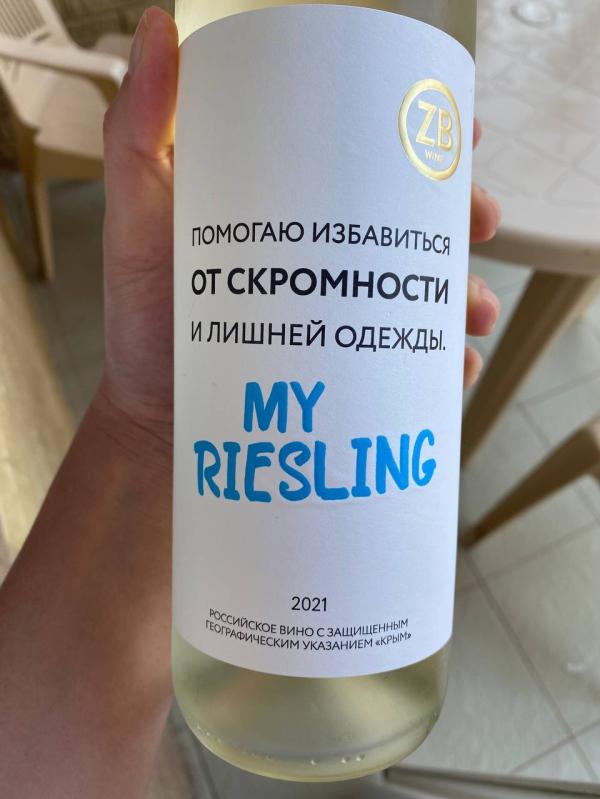 ZB
WINE
ПОМОГАЮ ИЗБАВИТЬСЯ
ОТ СКРОМНОСТИ
И ЛИШНЕЙ ОДЕЖДЫ.
MY
RIESLING
2021
РОССИЙСКОЕ ВИНО С ЗАЩИЩЕННЫМ
ГЕОГРАФИЧЕСКИМ УКАЗАНИЕМ «КРЫМ»